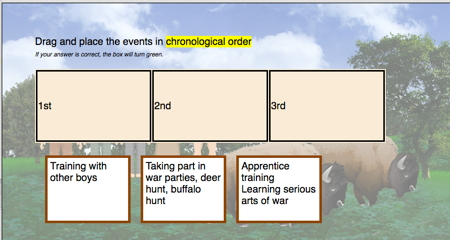 Drag and place the events in chronological order
If your answer is correct, the box will turn green.
1st
2nd
3rd
Training with
other boys
Taking part in
war parties, deer
hunt, buffalo
hunt
Apprentice
training
Learning serious
arts of war